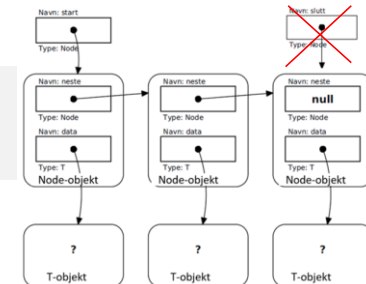 Navn: start
Type: Node
Navn: slutt
Type: Node
Navn: neste
Type: Node
Navn: data
Type: T
Node-objekt
Navn: neste
Type: Node
Navn: data
Type: T
Node-objekt
Navn: neste
null
Type: Node
Navn: data
Type: T
Node-objekt
?
T-objekt
?
T-objekt
?
T-objekt